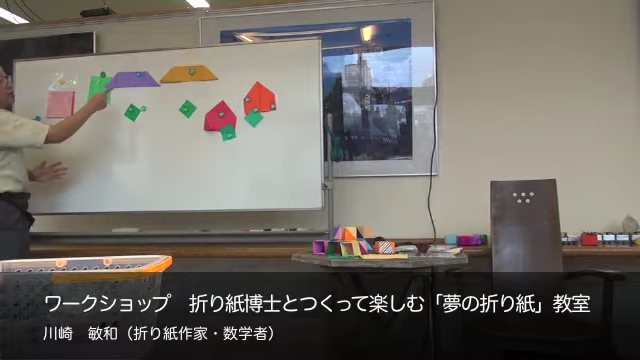 ワークショップ　折り紙博士とつくって楽しむ「夢の折り紙」教室
川崎　敏和（折り紙作家・数学者）